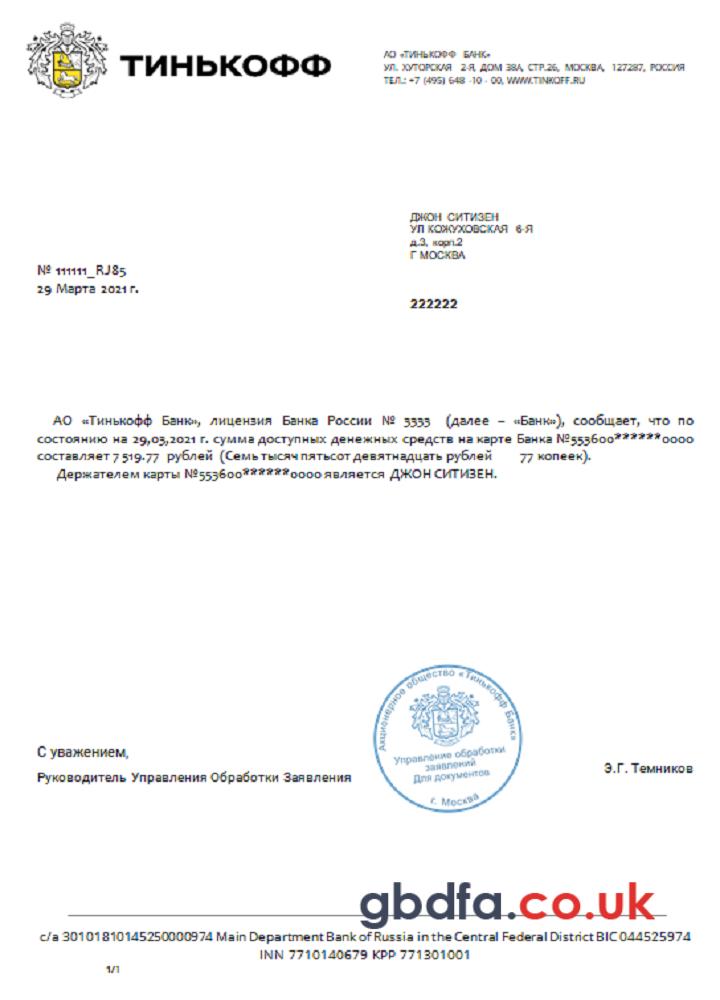 ТИНЬКОФФ
АО «ТИНЬКОФФ БАНК»
УЛ. ХУТОРСКАЯ 2-Я, ДОМ 38А, СТР.26, МОСКВА, 127287, РОССИЯ
ТЕЛ.: +7 (495) 648 -10 - 00, WWW.TINKOFF.RU
ДЖОН СИТИЗЕН
УЛ КОЖУХОВСКАЯ 6-Я
д.3, корп.2
Г МОСКВА
№ 111111_RJ85
29 Марта 2021 г.
222222
АО «Тинькофф Банк», лицензия Банка России № 3333 (далее – «Банк»), сообщает, что по
состоянию на 29,03,2021 г. сумма доступных денежных средств на карте Банка №553600******0000
составляет 7 519.77 рублей (Семь тысяч пятьсот девятнадцать рублей 77 копеек).
Держателем карты №553600******0000 является ДЖОН СИТИЗЕН.
Акционерное общество «Тинькофф Банк»
Управление обработки
заявлений
Для документов
г. Москва
С уважением,
Руководитель Управления Обработки Заявления
Э.Г. Темников
gbdfa.co.uk
c/a 30101810145250000974 Main Department Bank of Russia in the Central Federal District BIC 044525974
INN 7710140679 KPP 771301001
1/1